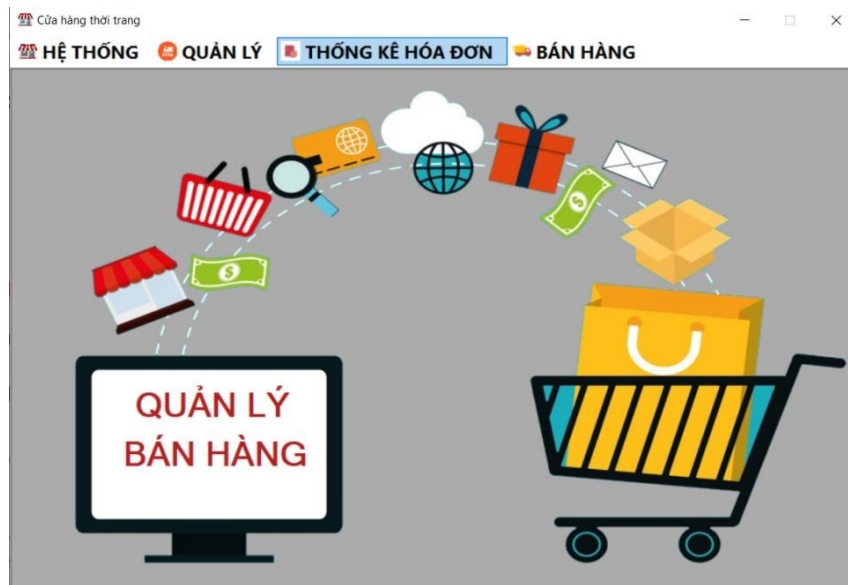 Cửa hàng thời trang
HỆ THỐNG QUẢN LÝ THỐNG KÊ HÓA ĐƠN BÁN HÀNG
QUẢN LÝ
BÁN HÀNG